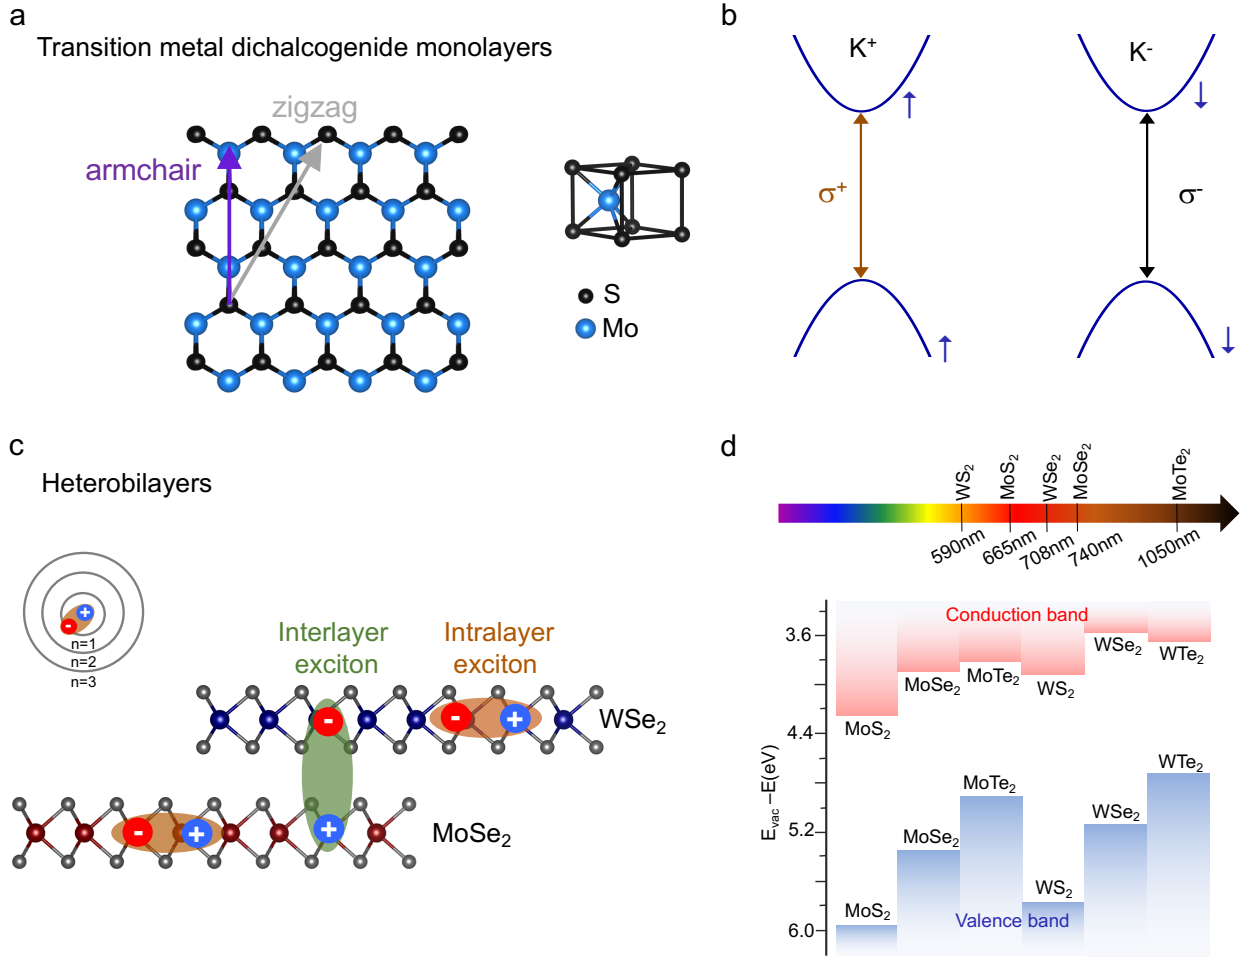 a
Transition metal dichalcogenide monolayers
zigzag
armchair
S
Mo
b
K⁺
K⁻
↑
↓
σ⁺
σ⁻
↑
↓
c
Heterobilayers
-
+
n=1
n=2
n=3
Interlayer
exciton
Intralayer
exciton
-
-
+
WSe₂
-
+
+
MoSe₂
d
WS₂
MoS₂
WSe₂
MoSe₂
MoTe₂
590nm
665nm
708nm
740nm
1050nm
Conduction band
3.6
4.4
5.2
6.0
E_vac –E(eV)
MoS₂
MoSe₂
MoTe₂
WS₂
WSe₂
WTe₂
MoS₂
MoSe₂
MoTe₂
WS₂
WSe₂
WTe₂
Valence band